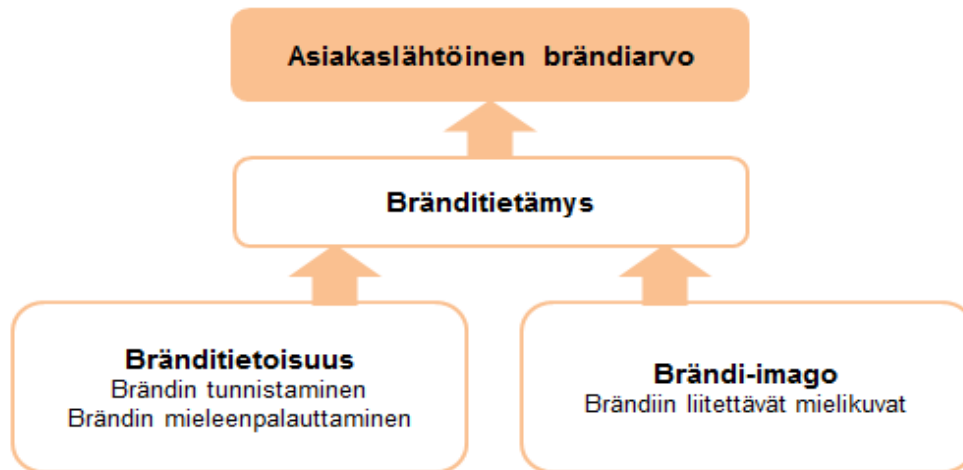 Asiakaslähtöinen brändiarvo
Bränditietämys
Bränditietoisuus
Brändin tunnistaminen
Brändin mieleenpalauttaminen
Brändi-imago
Brändiin liitettävät mielikuvat